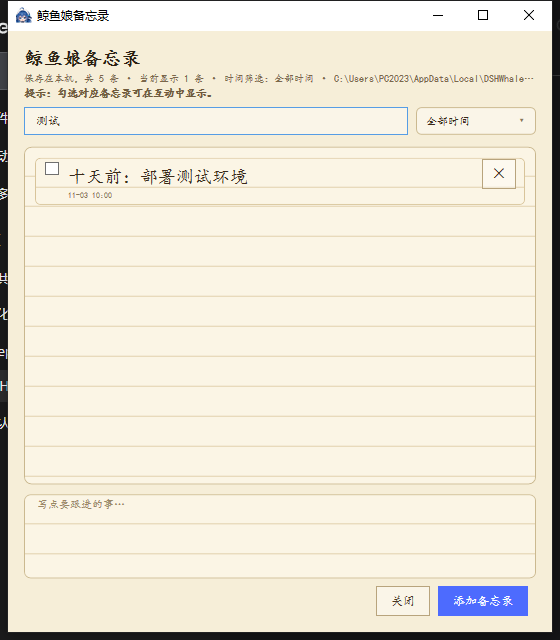 鲸鱼娘备忘录
鲸鱼娘备忘录
保存在本机，共 5 条 · 当前显示 1 条 · 时间筛选：全部时间 · C:\Users\PC2023\AppData\Local\DSHWhale…
提示：勾选对应备忘录可在互动中显示。
测试
全部时间
十天前：部署测试环境
11-03 10:00
写点要跟进的事…
关闭
添加备忘录